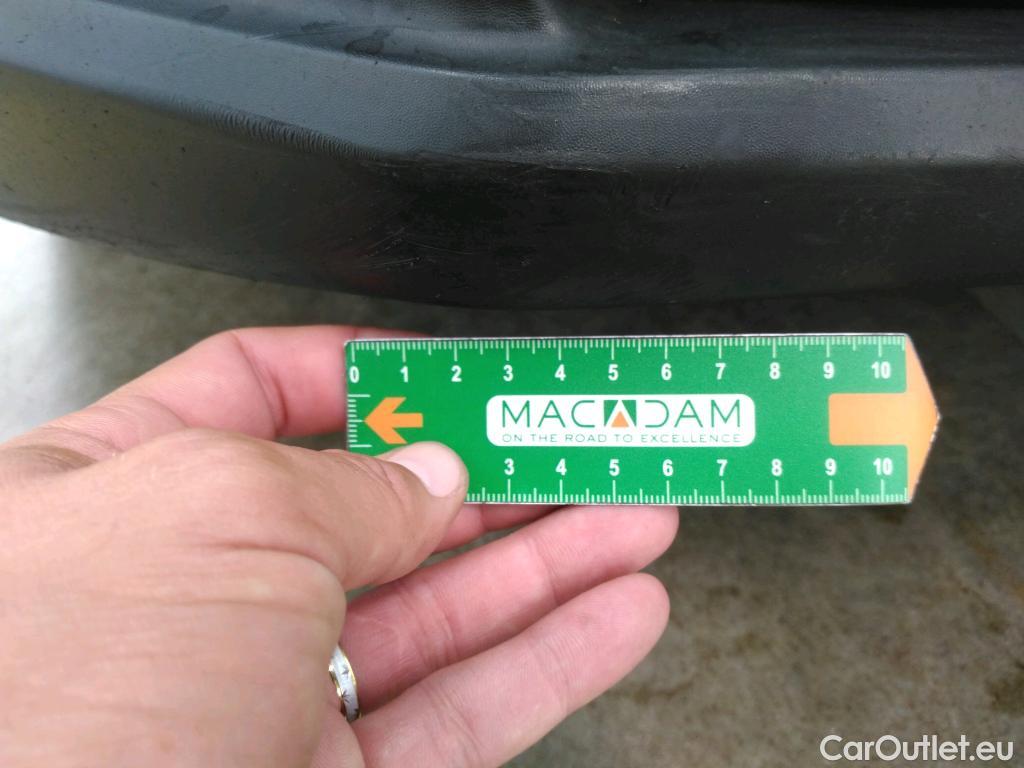 0 1 2 3 4 5 6 7 8 9 10
MACADAM
ON THE ROAD TO EXCELLENCE
3 4 5 6 7 8 9 10
CarOutlet.eu